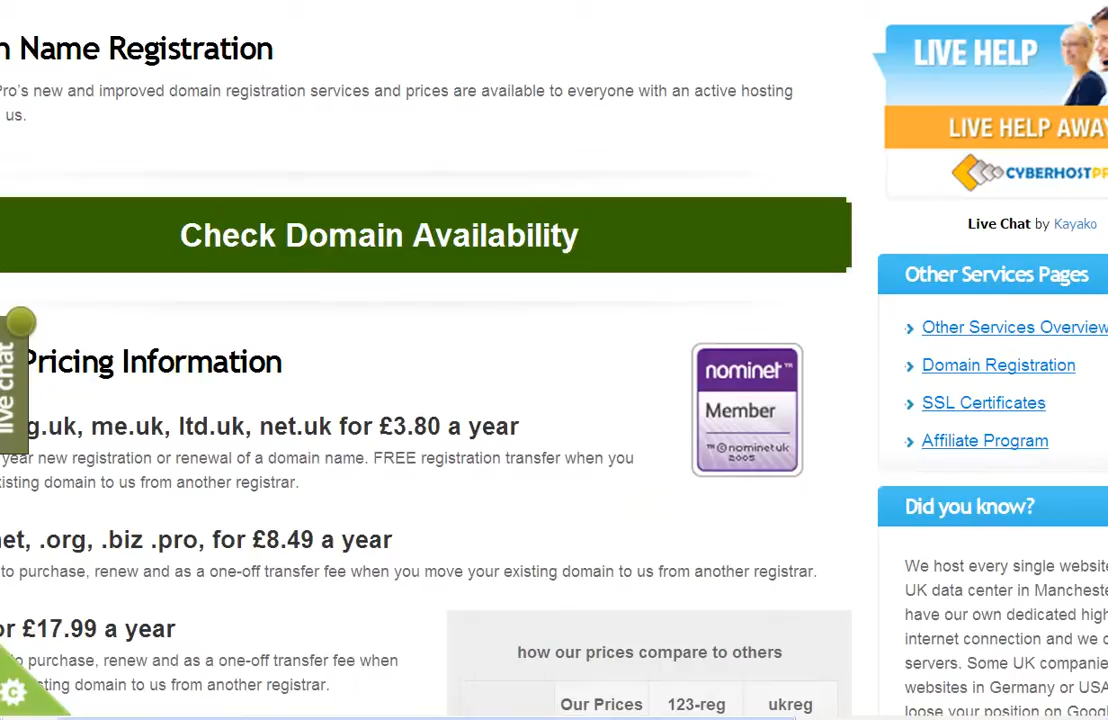 n Name Registration
Pro's new and improved domain registration services and prices are available to everyone with an active hosting
us.
Check Domain Availability
live chat
Pricing Information
g.uk, me.uk, ltd.uk, net.uk for £3.80 a year
year new registration or renewal of a domain name. FREE registration transfer when you
isting domain to us from another registrar.
nominet™
Member
™©nominetuk
2005
et, .org, .biz .pro, for £8.49 a year
to purchase, renew and as a one-off transfer fee when you move your existing domain to us from another registrar.
or £17.99 a year
o purchase, renew and as a one-off transfer fee when
sting domain to us from another registrar.
how our prices compare to others
Our Prices 123-reg ukreg
LIVE HELP
LIVE HELP AWAY
CYBERHOSTPR
Live Chat by Kayako
Other Services Pages
Other Services Overview
Domain Registration
SSL Certificates
Affiliate Program
Did you know?
We host every single website
UK data center in Manchester
have our own dedicated high
internet connection and we o
servers. Some UK companie
websites in Germany or USA
loose your position on Googl